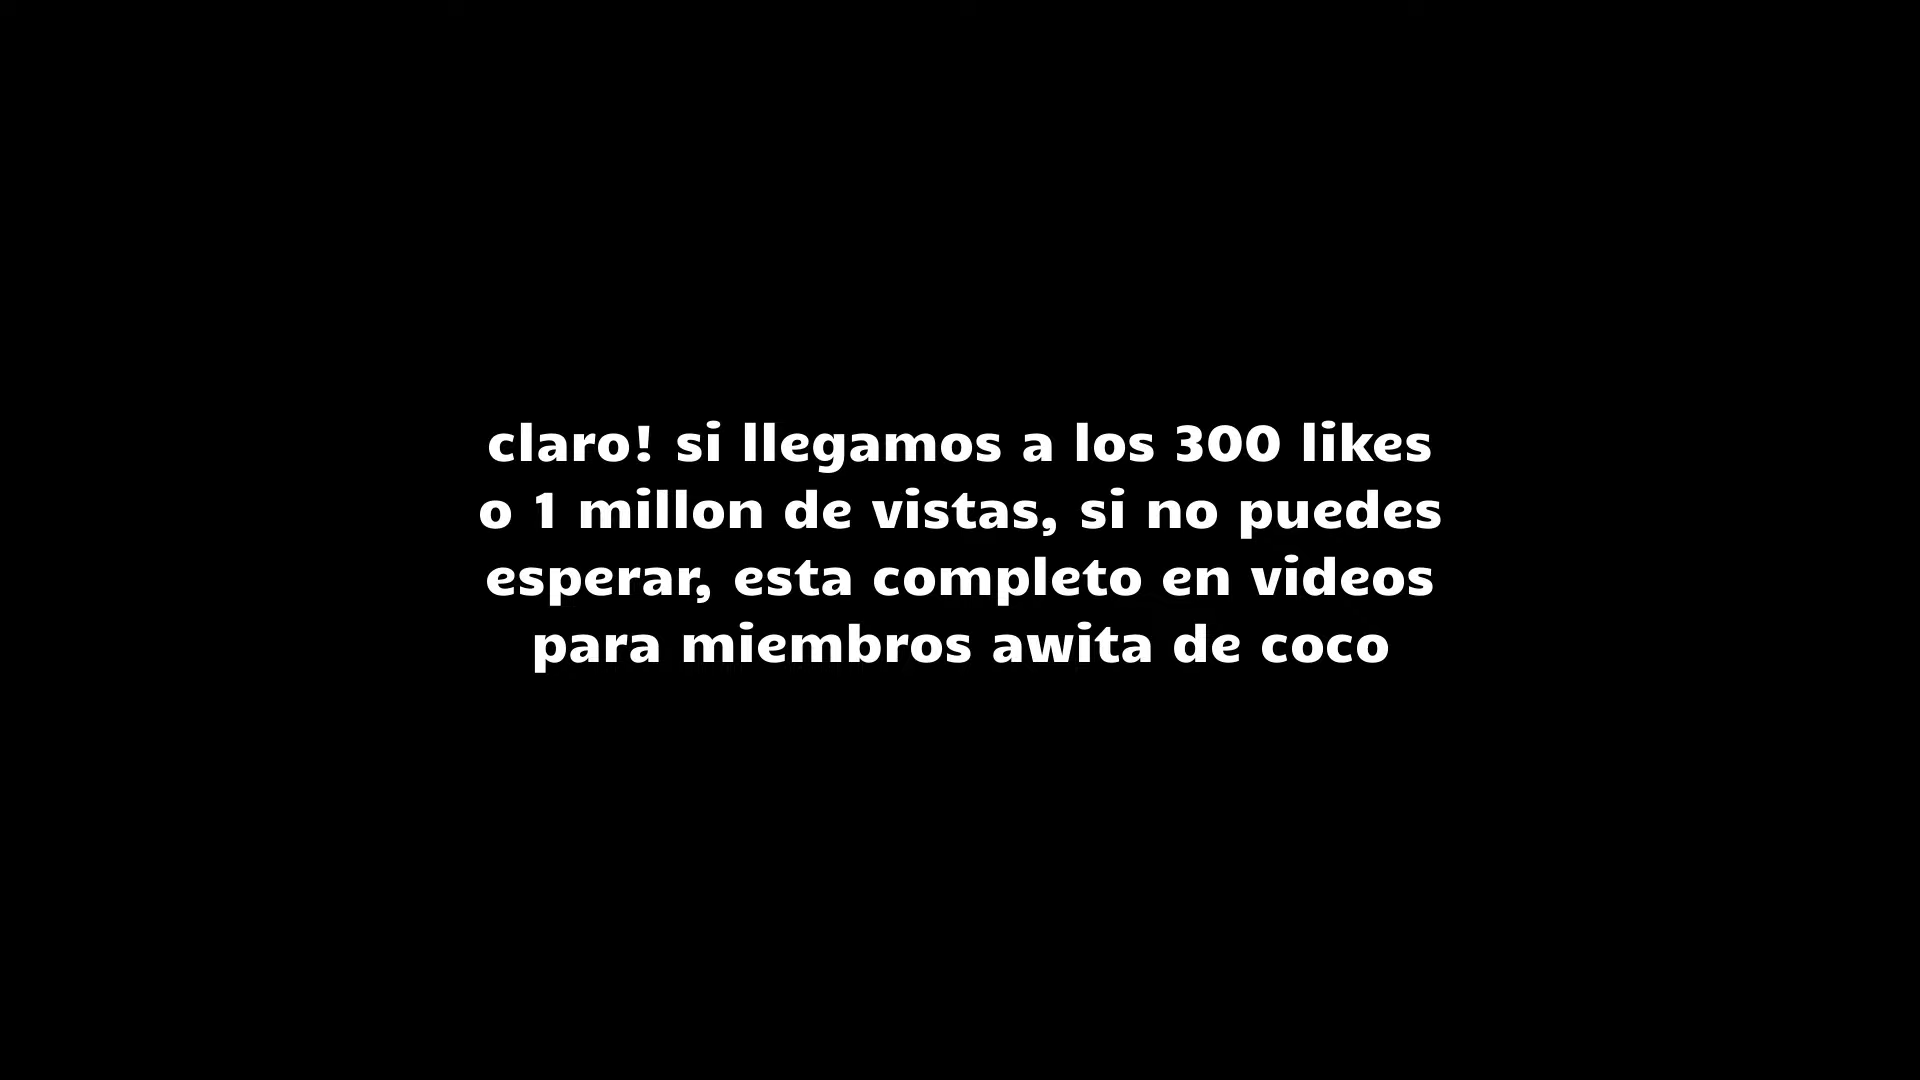 claro! si llegamos a los 300 likes
o 1 millon de vistas, si no puedes
esperar, esta completo en videos
para miembros awita de coco